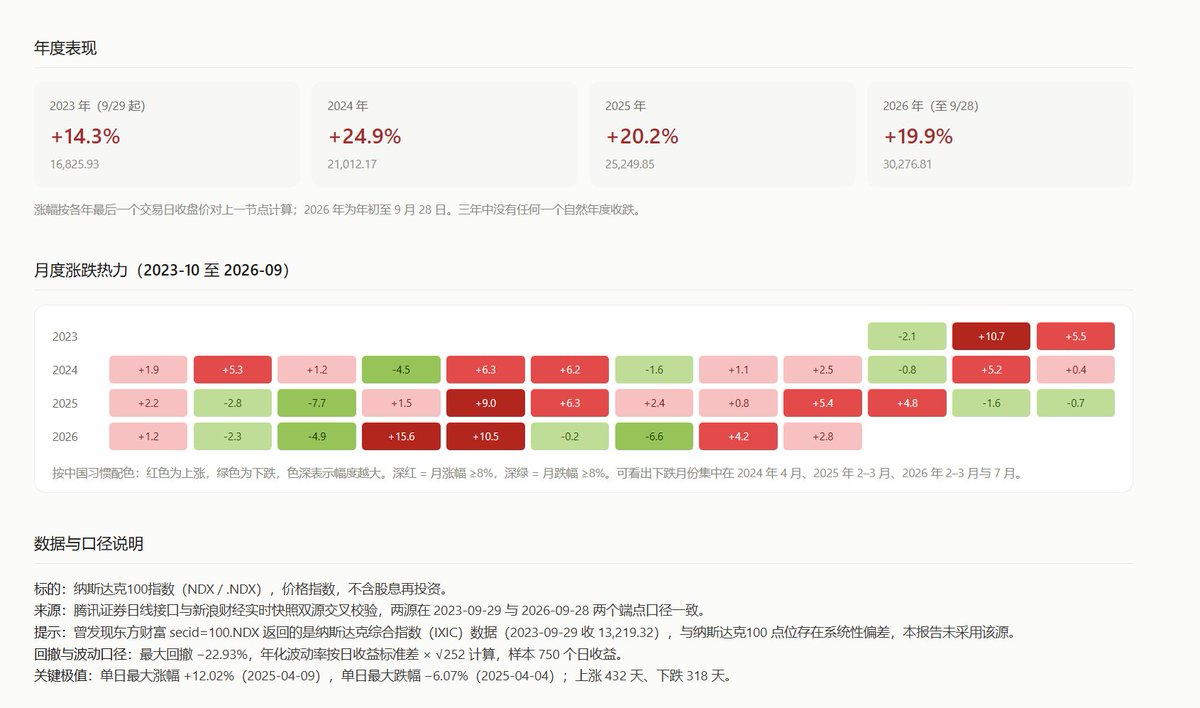 年度表现
2023 年（9/29 起） 2024 年 2025 年 2026 年（至 9/28）
+14.3% +24.9% +20.2% +19.9%
16,825.93 21,012.17 25,249.85 30,276.81
涨幅按各年最后一个交易日收盘价对上一节点计算；2026 年为年初至 9 月 28 日。三年中没有任何一个自然年度收跌。
月度涨跌热力（2023-10 至 2026-09）
2023 -2.1 +10.7 +5.5
2024 +1.9 +5.3 +1.2 -4.5 +6.3 +6.2 -1.6 +1.1 +2.5 -0.8 +5.2 +0.4
2025 +2.2 -2.8 -7.7 +1.5 +9.0 +6.3 +2.4 +0.8 +5.4 +4.8 -1.6 -0.7
2026 +1.2 -2.3 -4.9 +15.6 +10.5 -0.2 -6.6 +4.2 +2.8
按中国习惯配色：红色为上涨，绿色为下跌，色深表示幅度越大。深红 = 月涨幅 ≥8%，深绿 = 月跌幅 ≥8%。可看出下跌月份集中在 2024 年 4 月、2025 年 2–3 月、2026 年 2–3 月与 7 月。
数据与口径说明
标的：纳斯达克100指数（NDX / .NDX），价格指数，不含股息再投资。
来源：腾讯证券日线接口与新浪财经实时快照双源交叉校验，两源在 2023-09-29 与 2026-09-28 两个端点口径一致。
提示：曾发现东方财富 secid=100.NDX 返回的是纳斯达克综合指数（IXIC）数据（2023-09-29 收 13,219.32），与纳斯达克100 点位存在系统性偏差，本报告未采用该源。
回撤与波动口径：最大回撤 −22.93%，年化波动率按日收益标准差 × √252 计算，样本 750 个日收益。
关键极值：单日最大涨幅 +12.02%（2025-04-09），单日最大跌幅 −6.07%（2025-04-04）；上涨 432 天、下跌 318 天。